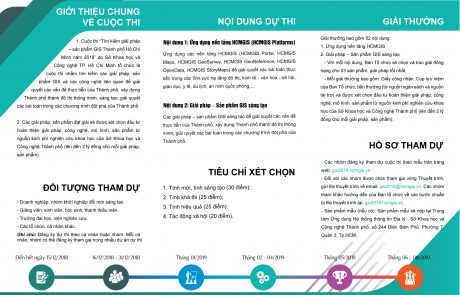 GIỚI THIỆU CHUNG
VỀ CUỘC THI
1. Cuộc thi "Tìm kiếm giải pháp
- sản phẩm GIS Thành phố Hồ Chí
Minh năm 2018" do Sở Khoa học và
Công nghệ TP. Hồ Chí Minh tổ chức là
cuộc thi nhằm tìm kiếm các giải pháp, sản
phẩm GIS và các công nghệ liên quan để giải
quyết các vấn đề thực tiễn của Thành phố, xây dựng
Thành phố thành đô thị thông minh, sáng tạo; giải quyết
các bài toán trong các chương trình đột phá của Thành phố.
2. Các giải pháp, sản phẩm đạt giải sẽ được xét chọn đầu tư
hoàn thiện giải pháp, công nghệ, mô hình, sản phẩm từ
nguồn kinh phí nghiên cứu khoa học của Sở Khoa học và
Công nghệ Thành phố (lên đến 2 tỷ đồng cho mỗi giải pháp,
sản phẩm).
ĐỐI TƯỢNG THAM DỰ
- Doanh nghiệp, nhóm khởi nghiệp đổi mới sáng tạo.
- Giảng viên, sinh viên, học sinh, thanh thiếu niên.
- Trường đại học, viện nghiên cứu.
- Các tổ chức, cá nhân khác.
Ghi chú: Đăng ký dự thi theo cá nhân hoặc nhóm. Mỗi cá
nhân, nhóm có thể đăng ký tham gia trong nhiều dự án dự thi.
NỘI DUNG DỰ THI
Nội dung 1: Ứng dụng nền tảng HCMGIS (HCMGIS Platforms)
Ứng dụng các nền tảng HCMGIS (HCMGIS Portal, HCMGIS
Maps, HCMGIS GeoSurvey, HCMGIS GeoReference, HCMGIS
OpenData, HCMGIS StoryMaps) để giải quyết các bài toán thực
tiễn trong các lĩnh vực hạ tầng đô thị, kinh tế - văn hóa - xã hội,
giáo dục, y tế, du lịch, an ninh quốc phòng,...
Nội dung 2: Giải pháp – Sản phẩm GIS sáng tạo
Các giải pháp – sản phẩm GIS sáng tạo để giải quyết các vấn đề
thực tiễn của Thành phố, xây dựng Thành phố thành đô thị thông
minh; giải quyết các bài toán trong các chương trình đột phá của
Thành phố.
TIÊU CHÍ XÉT CHỌN
1. Tính mới, tính sáng tạo (30 điểm);
2. Tính khả thi (25 điểm);
3. Tính hiệu quả (25 điểm);
4. Tác động xã hội (20 điểm).
GIẢI THƯỞNG
Giải thưởng bao gồm 02 nội dung:
1. Ứng dụng nền tảng HCMGIS
2. Giải pháp – Sản phẩm GIS sáng tạo
- Với mỗi nội dung, Ban Tổ chức sẽ chọn và trao giải đồng
hạng cho 03 sản phẩm, giải pháp tốt nhất.
- Mỗi giải thưởng bao gồm: Giấy chứng nhận, Cúp lưu niệm
của Ban Tổ chức, tiền thưởng (từ nguồn ngân sách và nguồn
tài trợ) và được xét chọn đầu tư hoàn thiện giải pháp, công
nghệ, mô hình, sản phẩm từ nguồn kinh phí nghiên cứu khoa
học của Sở Khoa học và Công nghệ Thành phố (lên đến 2 tỷ
đồng cho mỗi giải pháp, sản phẩm).
HỒ SƠ THAM DỰ
- Các nhóm đăng ký tham dự cuộc thi theo mẫu trên trang
web: gis2018.hcmgis.vn.
- Đối với các nhóm được chọn tham gia vòng Thuyết trình,
gửi file thuyết trình về email: gis2018@hcmgis.vn. Các nhóm
tham khảo hướng dẫn của Ban tổ chức về các bước chuẩn
bị file thuyết trình tại: gis2018.hcmgis.vn
- Sản phẩm mẫu (nếu có): Sản phẩm mẫu sẽ nộp tại Trung
tâm Ứng dụng Hệ thống thông tin Địa lý - Sở Khoa học và
Công nghệ Thành phố, số 244 Điện Biên Phủ, Phường 7,
Quận 3, Tp.HCM.
Đến hết ngày 15/12/2018
16/12/2018 - 31/12/2018
Tháng 01/2019
Tháng 02 - 04/2019
Tháng 05/2019
Tháng 06 - 08/2019